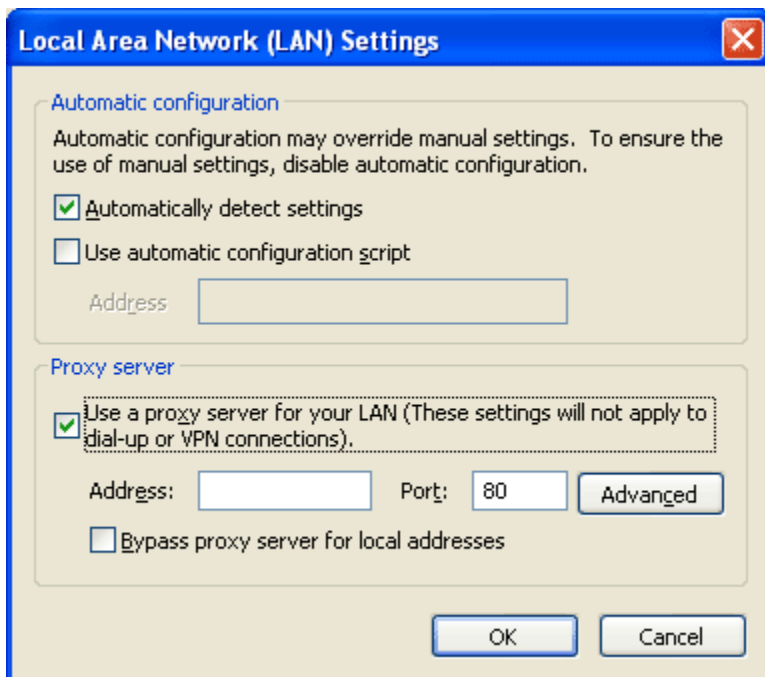 Local Area Network (LAN) Settings
Automatic configuration
Automatic configuration may override manual settings. To ensure the
use of manual settings, disable automatic configuration.
Automatically detect settings
Use automatic configuration script
Address
Proxy server
Use a proxy server for your LAN (These settings will not apply to
dial-up or VPN connections).
Address: Port: 80 Advanced
Bypass proxy server for local addresses
OK Cancel